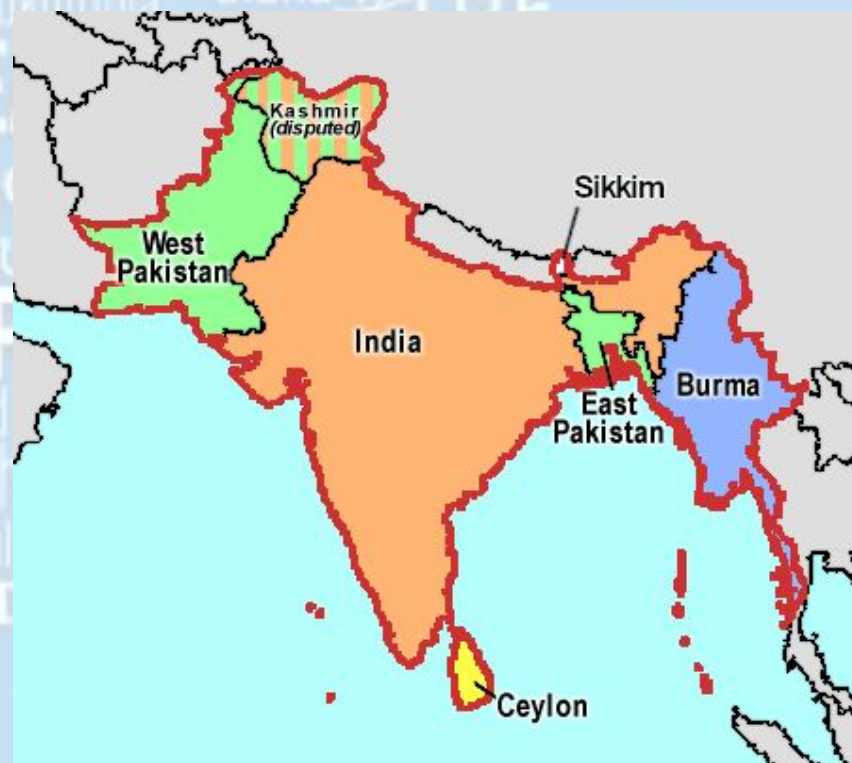 Kashmir
(disputed)
Sikkim
West
Pakistan
India
East
Pakistan
Burma
Ceylon